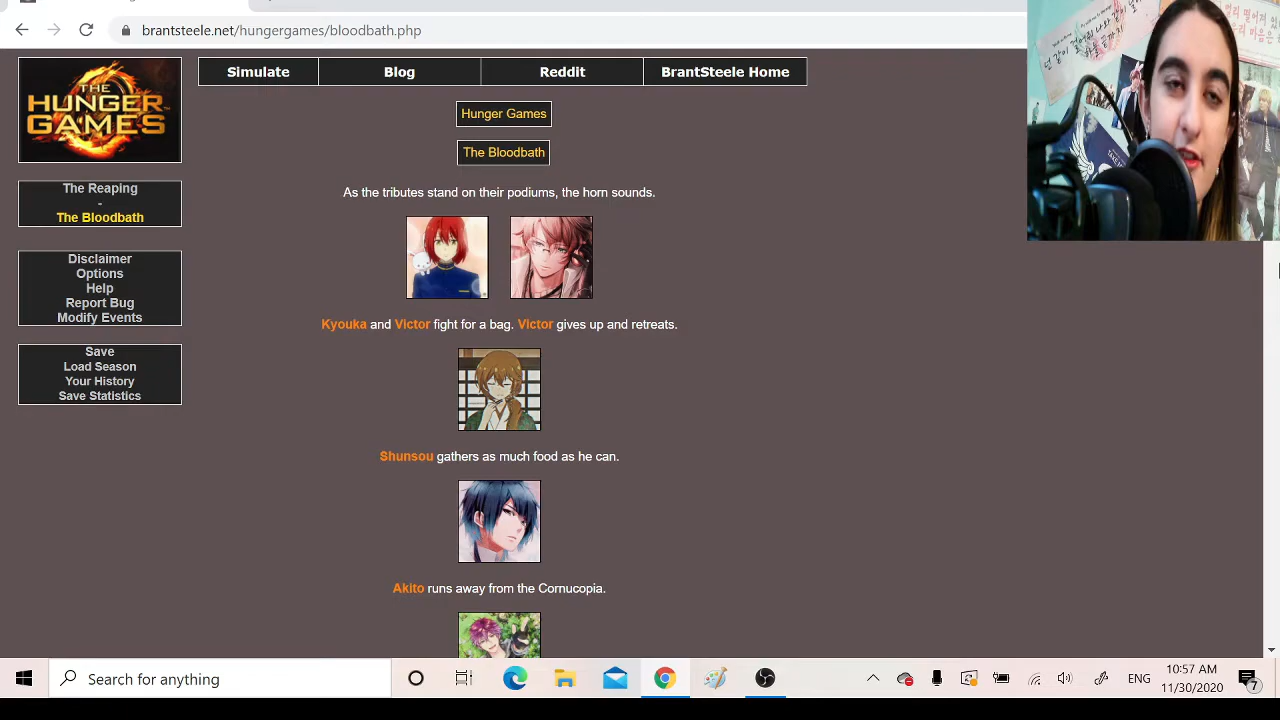 brantsteele.net/hungergames/bloodbath.php
THE
HUNGER
GAMES
Simulate
Blog
Reddit
BrantSteele Home
Hunger Games
The Bloodbath
The Reaping
-
The Bloodbath
Disclaimer
Options
Help
Report Bug
Modify Events
Save
Load Season
Your History
Save Statistics
As the tributes stand on their podiums, the horn sounds.
Kyouka and Victor fight for a bag. Victor gives up and retreats.
Shunsou gathers as much food as he can.
Akito runs away from the Cornucopia.
Search for anything
ENG
10:57 AM
11/30/2020
7